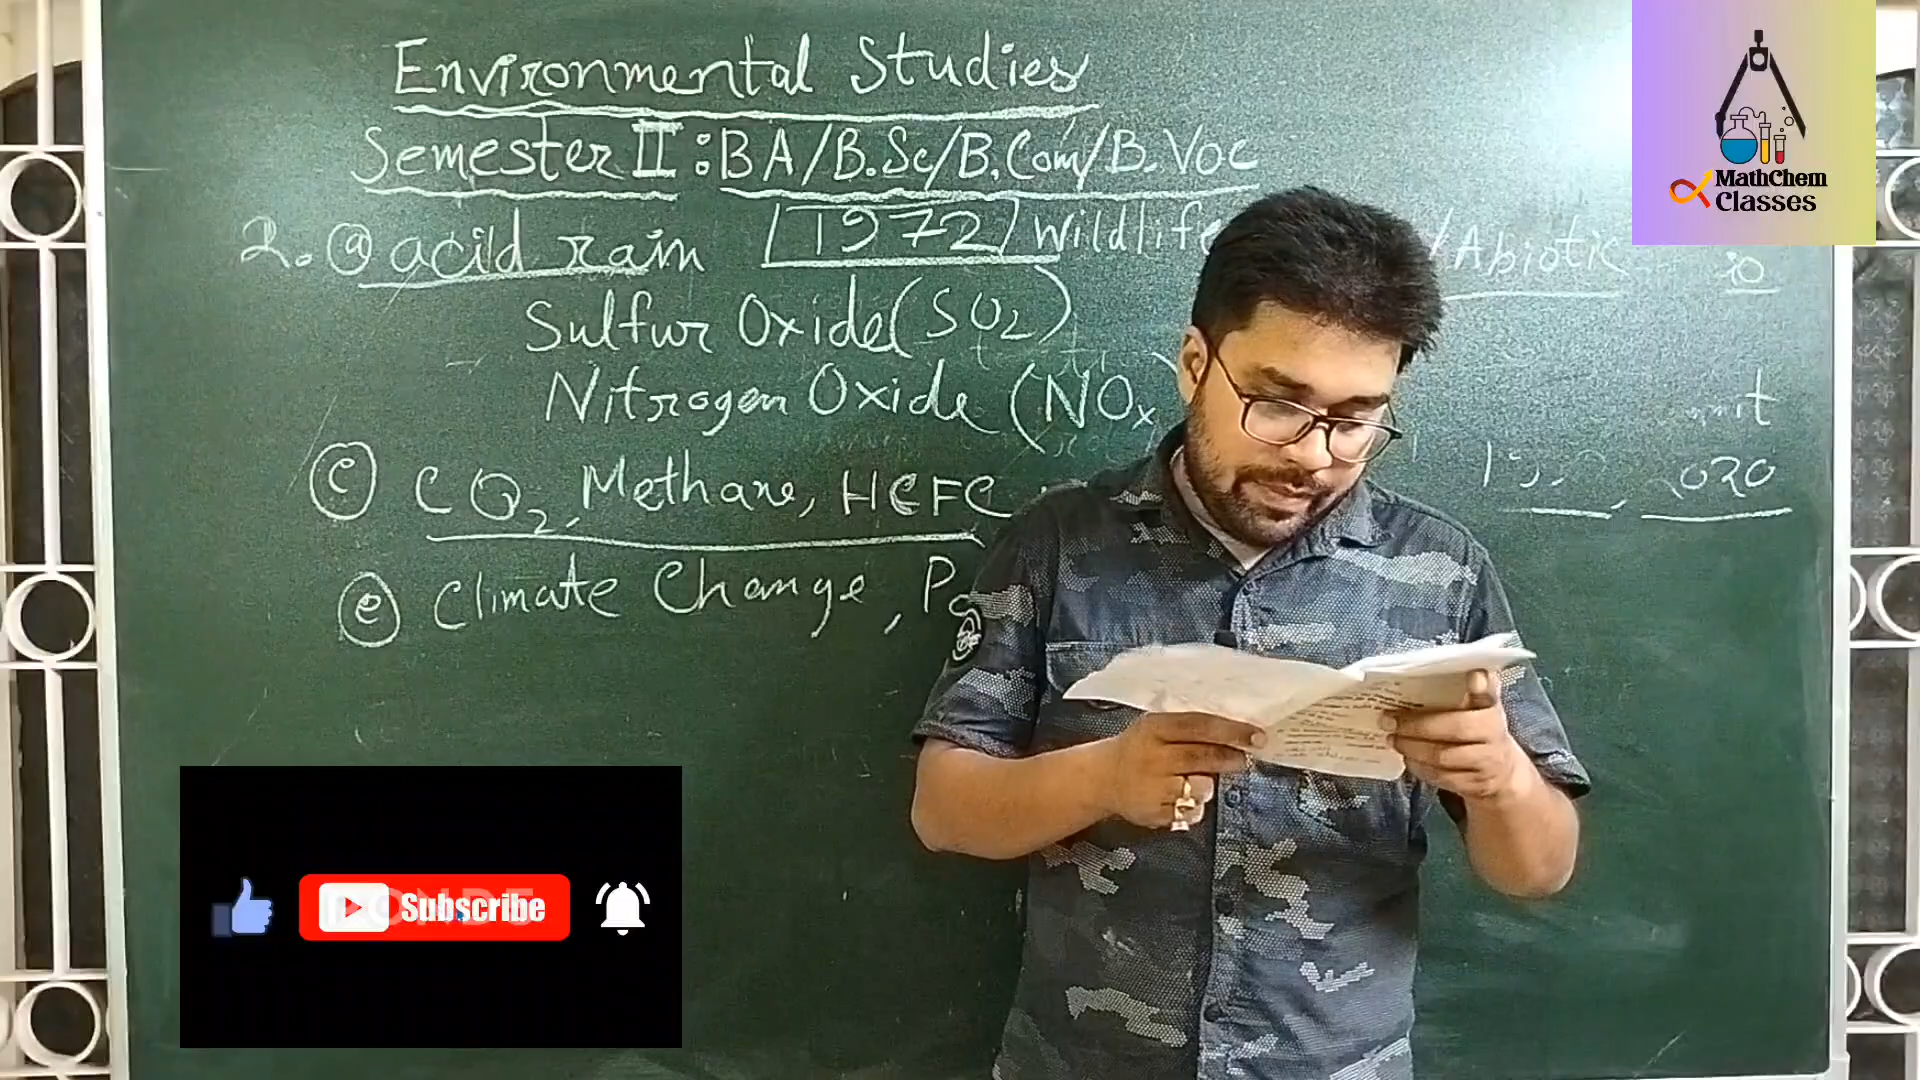 Environmental Studies
Semester II : BA/B.Sc/B.Com/B.Voc
2. a acid rain 1972 Wildlife /Abiotic
Sulfur Oxide (SO2)
Nitrogen Oxide (NOx
c CO2, Methane, HCFC
e Climate Change,
MathChem
Classes
Subscribe